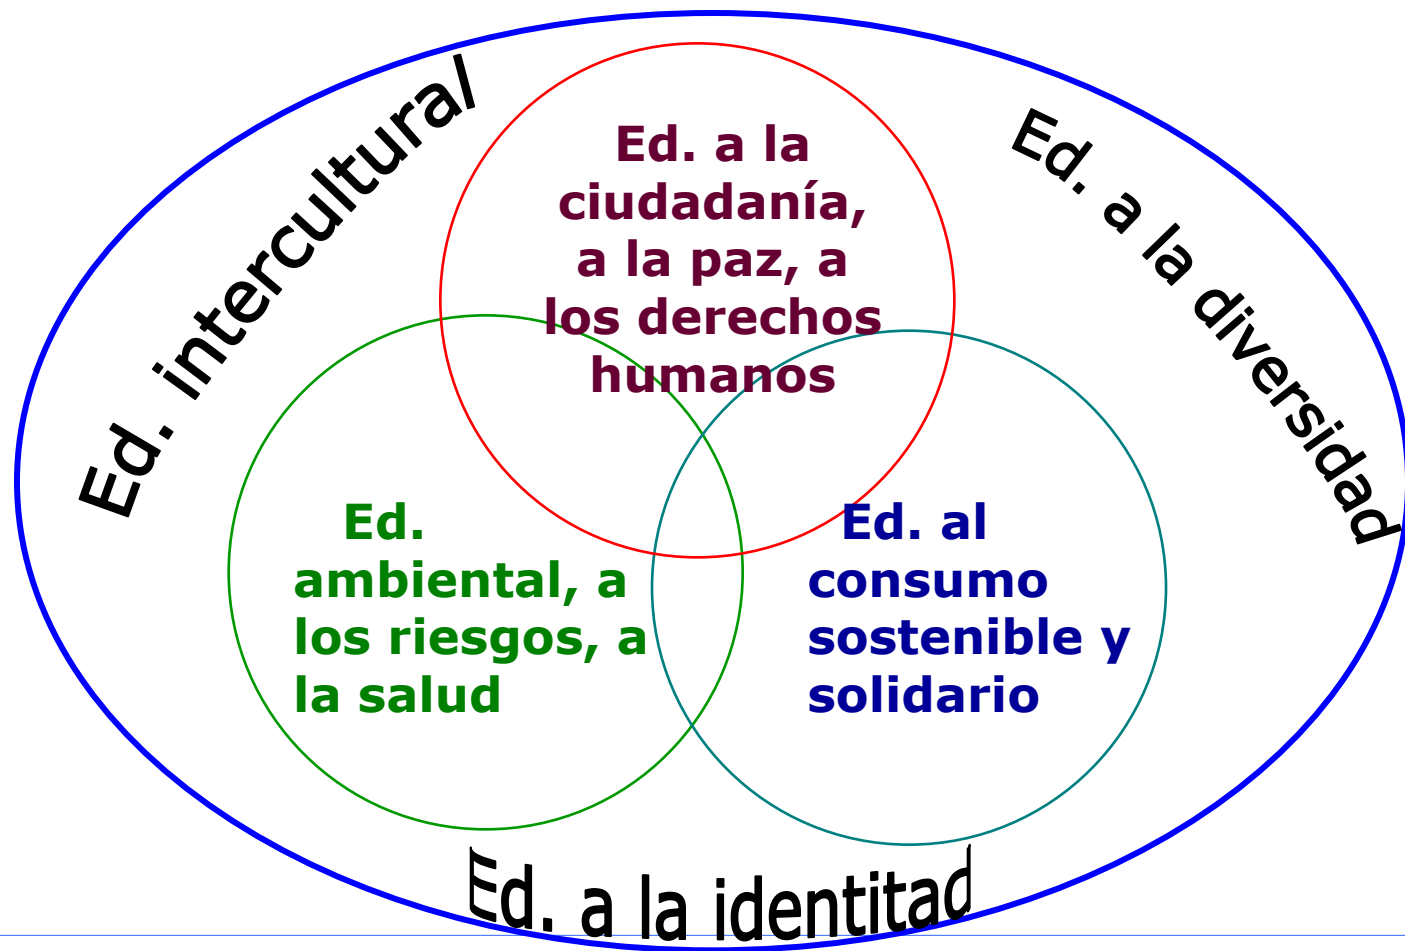 Ed. intercultural
Ed. a la diversidad
Ed. a la
ciudadanía,
a la paz, a
los derechos
humanos
Ed.
ambiental, a
los riesgos, a
la salud
Ed. al
consumo
sostenible y
solidario
Ed. a la identitad